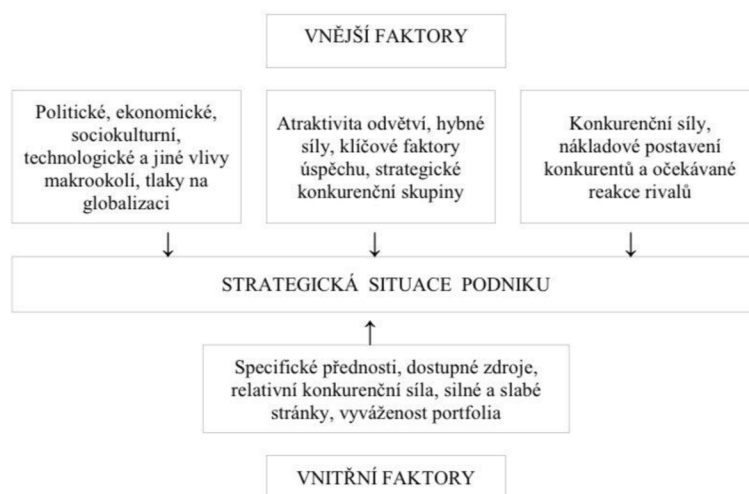 VNĚJŠÍ FAKTORY
Politické, ekonomické,
sociokulturní,
technologické a jiné vlivy
makrookolí, tlaky na
globalizaci
Atraktivita odvětví, hybné
síly, klíčové faktory
úspěchu, strategické
konkurenční skupiny
Konkurenční síly,
nákladové postavení
konkurentů a očekávané
reakce rivalů
STRATEGICKÁ SITUACE PODNIKU
Specifické přednosti, dostupné zdroje,
relativní konkurenční síla, silné a slabé
stránky, vyváženost portfolia
VNITŘNÍ FAKTORY